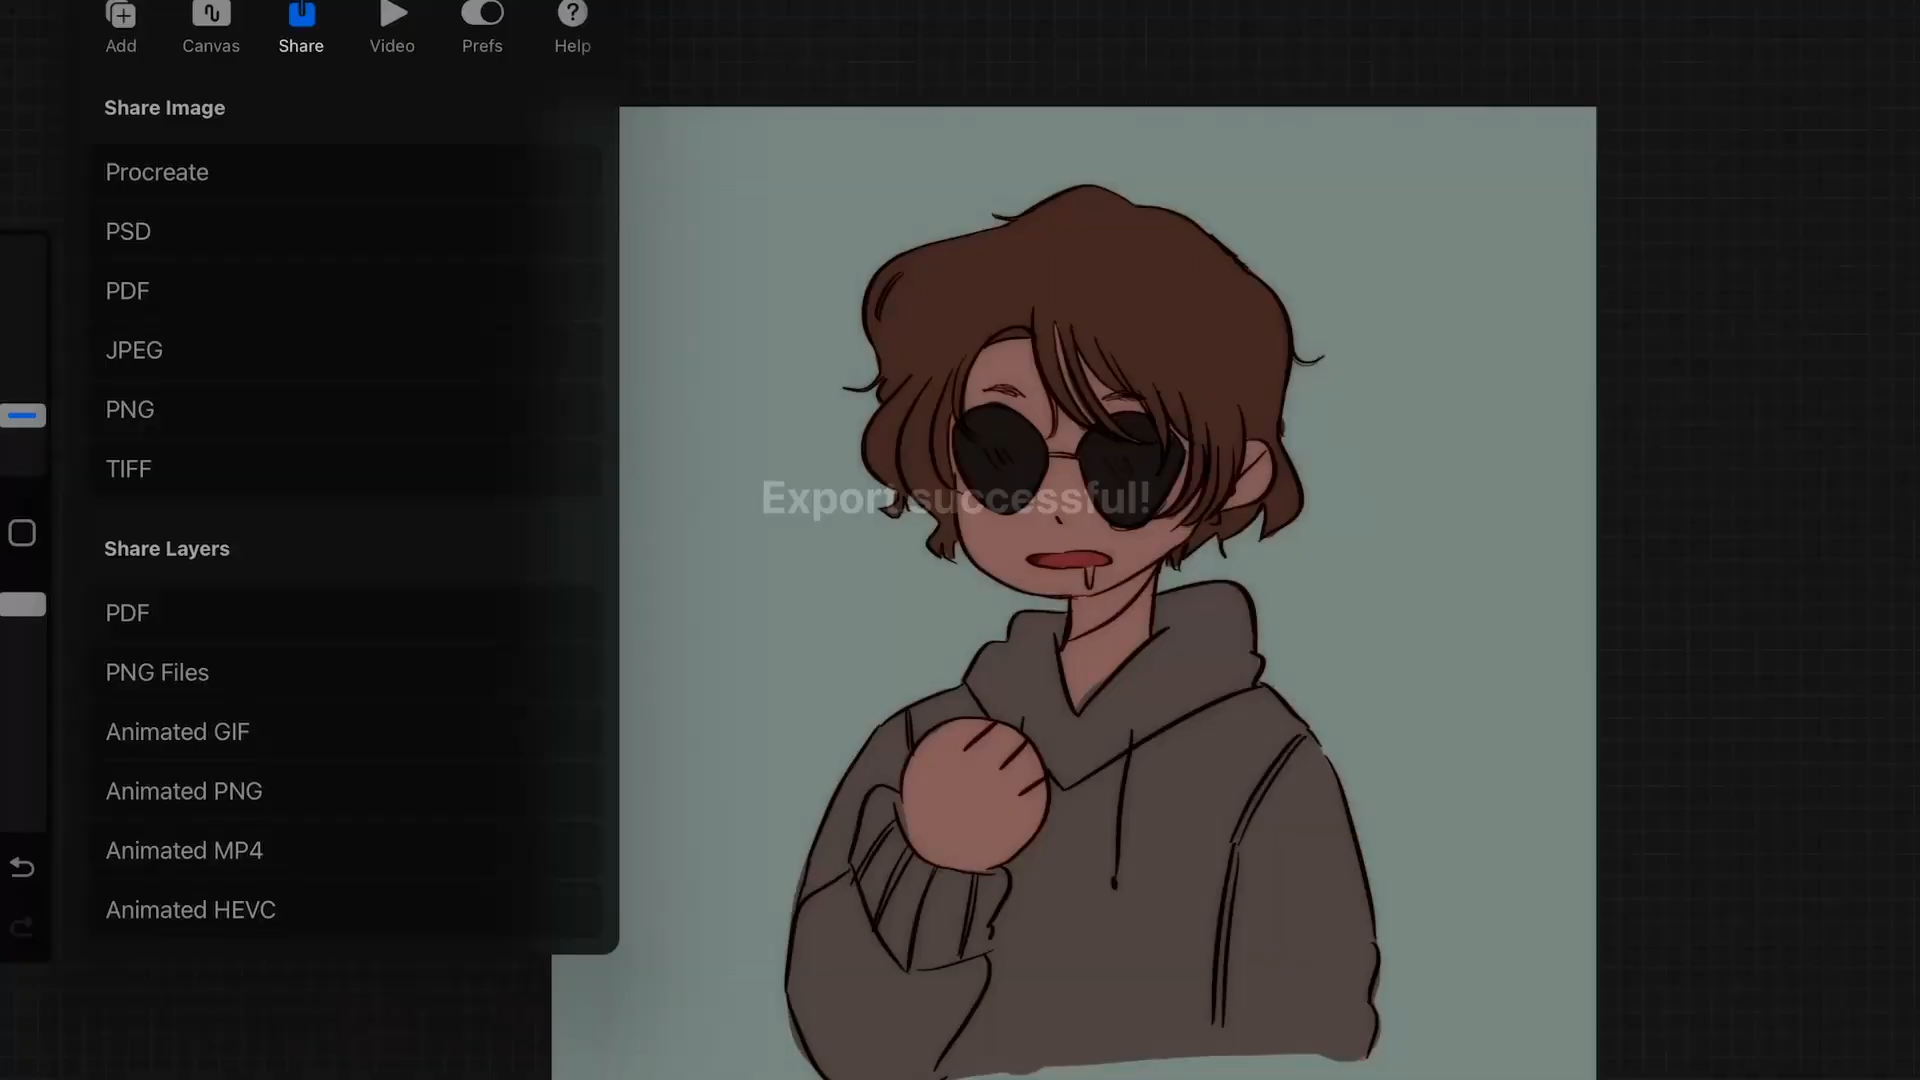 Add
Canvas
Share
Video
Prefs
Help
Share Image
Procreate
PSD
PDF
JPEG
PNG
TIFF
Export successful!
Share Layers
PDF
PNG Files
Animated GIF
Animated PNG
Animated MP4
Animated HEVC